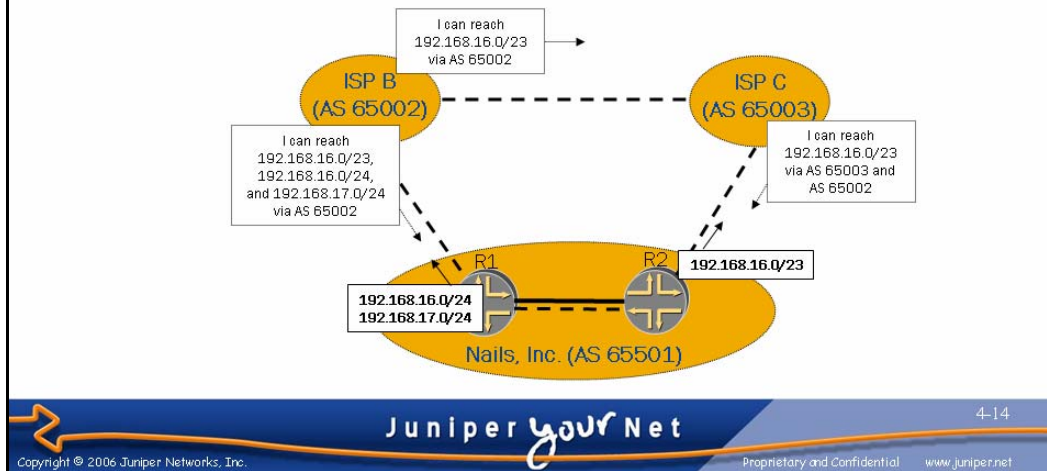 I can reach
192.168.16.0/23
via AS 65002
ISP B
(AS 65002)
ISP C
(AS 65003)
I can reach
192.168.16.0/23,
192.168.16.0/24,
and 192.168.17.0/24
via AS 65002
I can reach
192.168.16.0/23
via AS 65003 and
AS 65002
R1
R2
192.168.16.0/23
192.168.16.0/24
192.168.17.0/24
Nails, Inc. (AS 65501)
Juniper your Net
4-14
Copyright © 2006 Juniper Networks, Inc.
Proprietary and Confidential
www.juniper.net